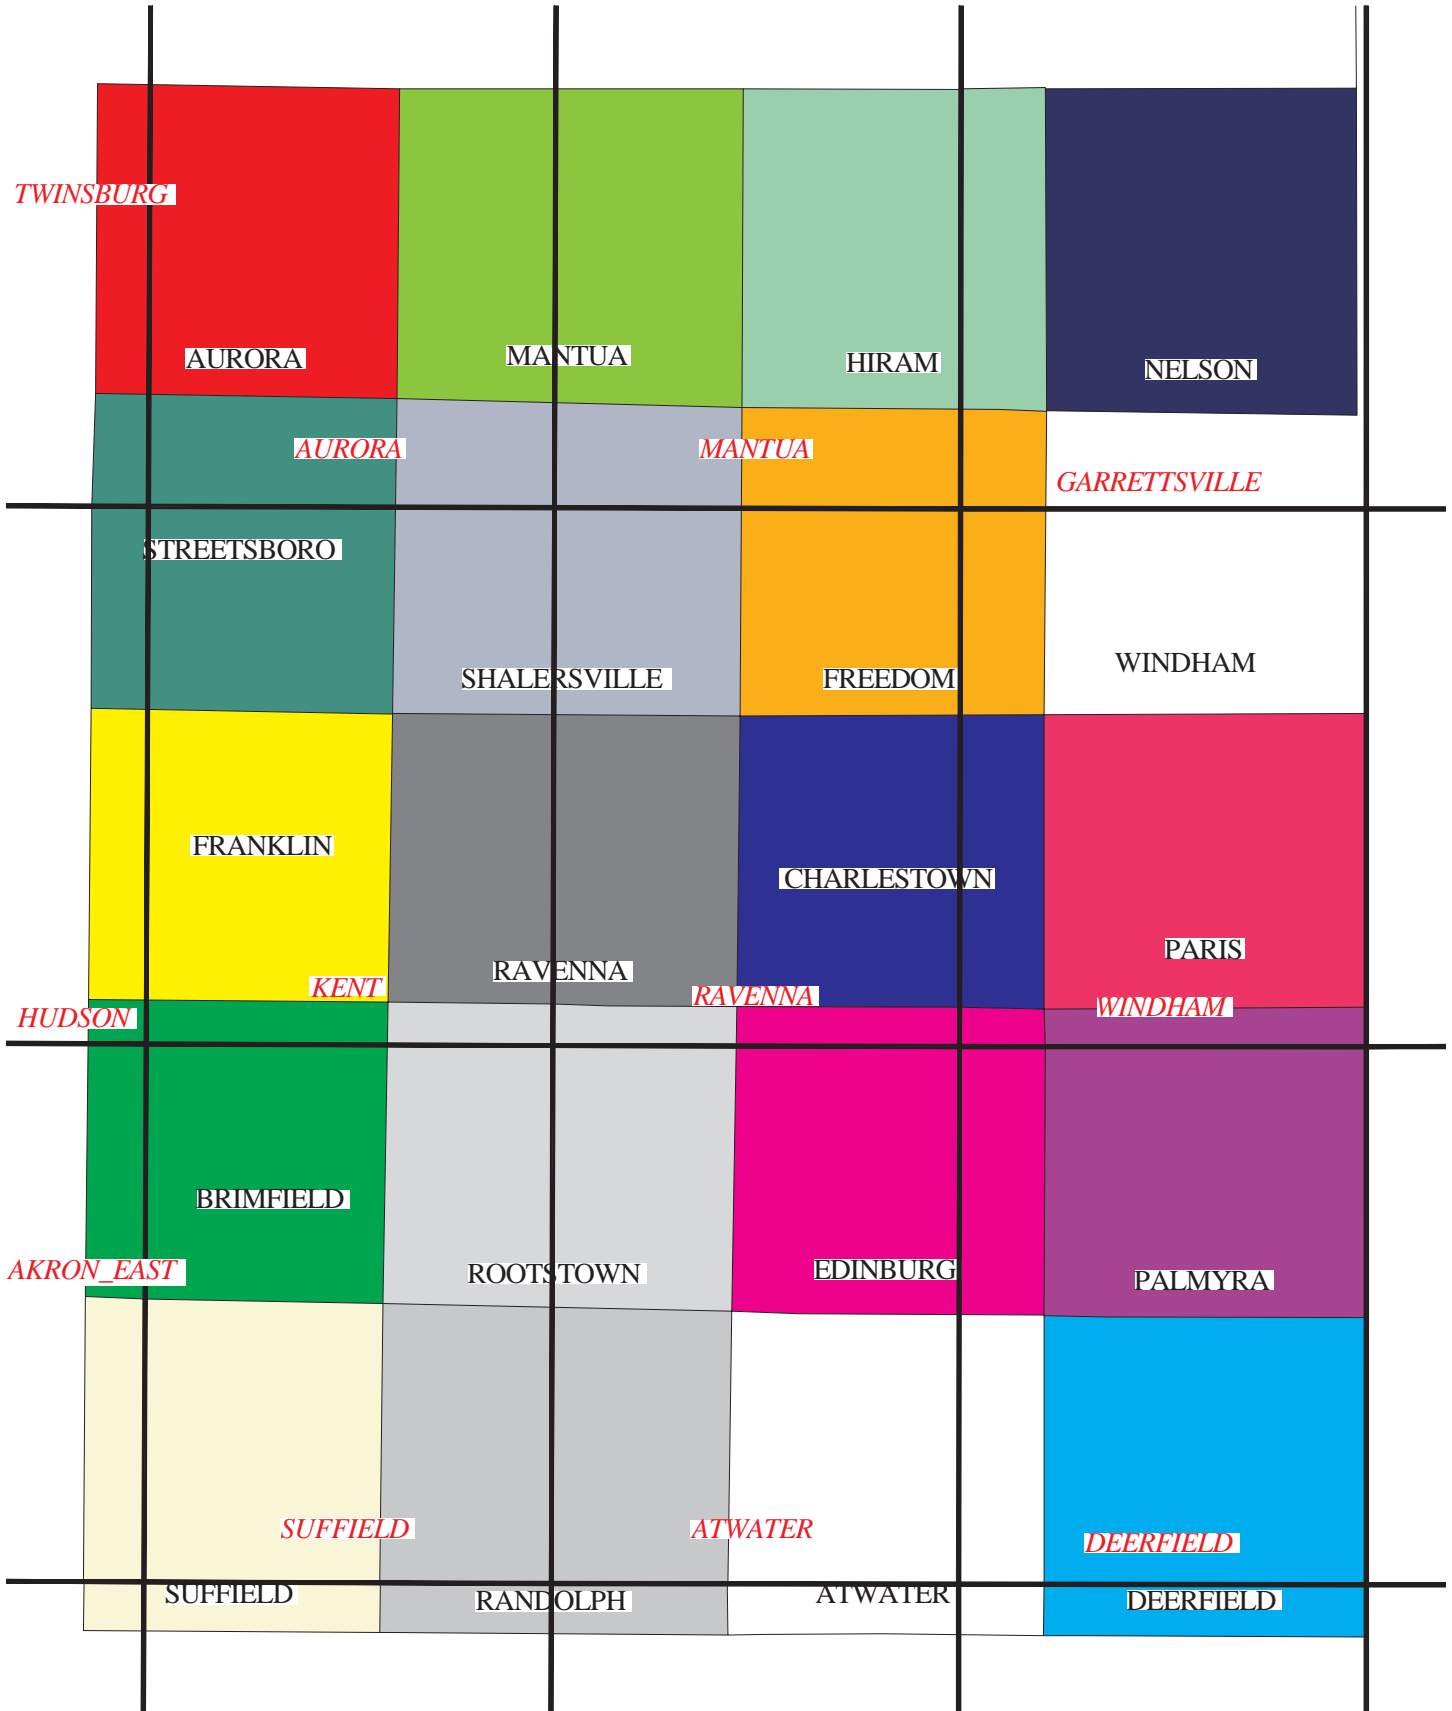 TWINSBURG
AURORA
MANTUA
HIRAM
NELSON
AURORA
MANTUA
GARRETTSVILLE
STREETSBORO
SHALERSVILLE
FREEDOM
WINDHAM
FRANKLIN
CHARLESTOWN
PARIS
RAVENNA
KENT
RAVENNA
WINDHAM
HUDSON
BRIMFIELD
AKRON_EAST
ROOTSTOWN
EDINBURG
PALMYRA
SUFFIELD
ATWATER
DEERFIELD
SUFFIELD
RANDOLPH
ATWATER
DEERFIELD